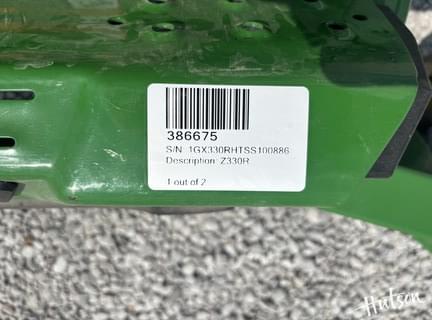 386675
S/N: 1GX330RHTSS100886
Description: Z330R
1 out of 2
Hutson